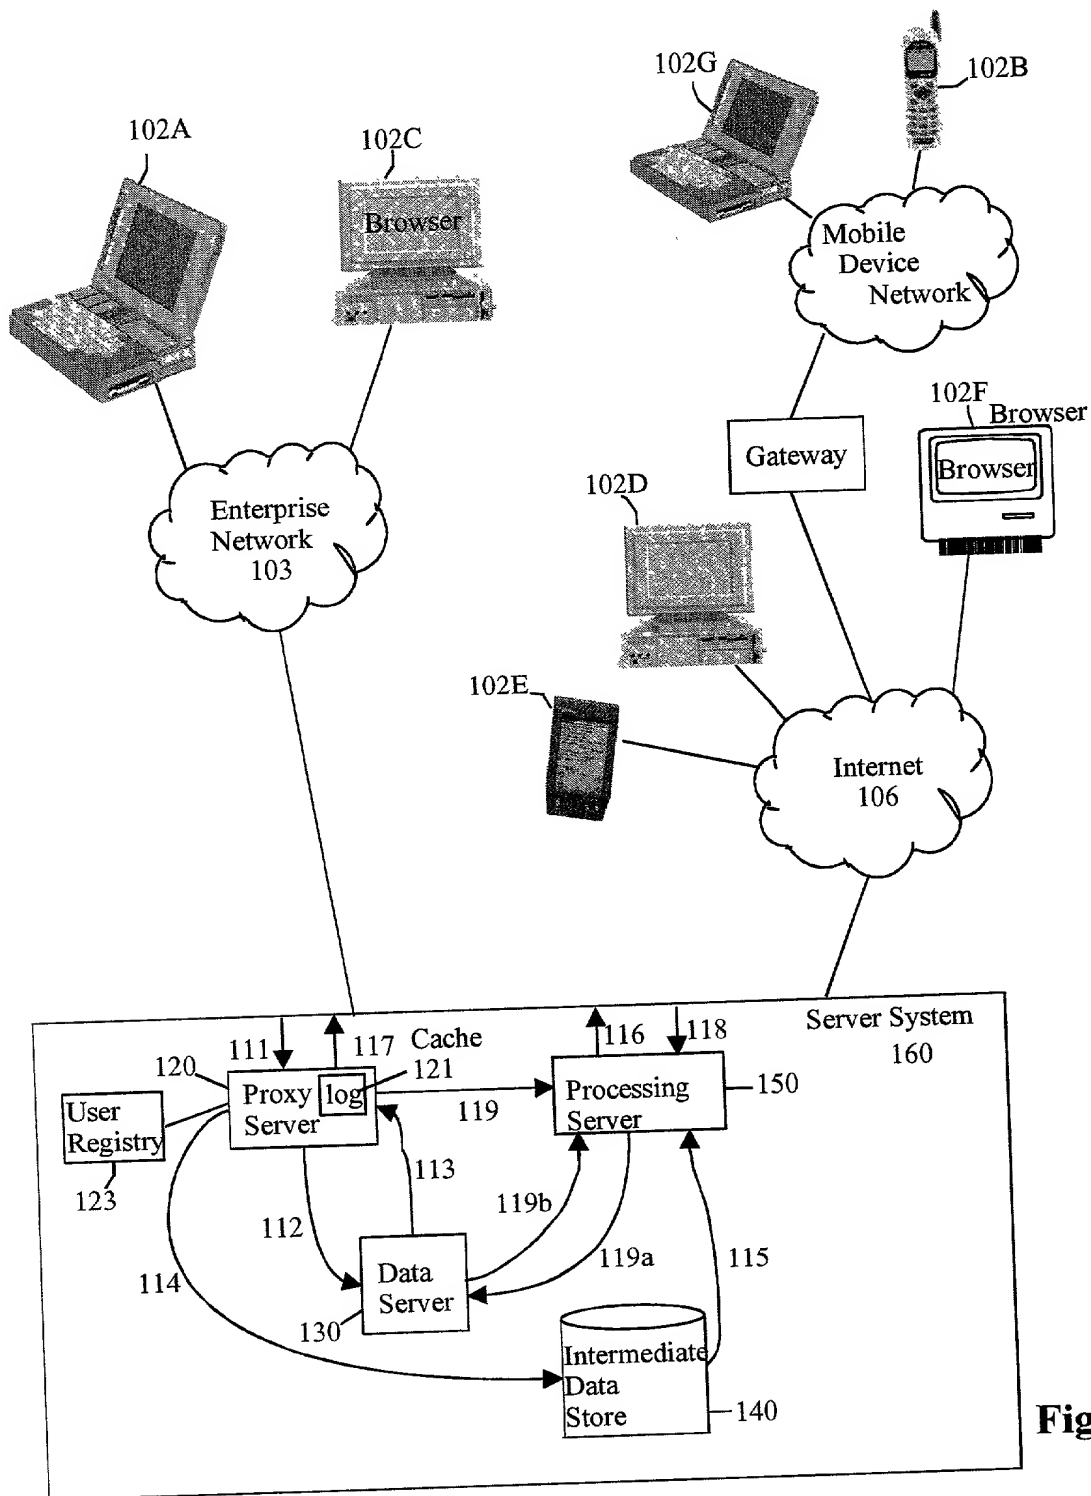 102G
102B
102A
102C
Browser
Mobile
Device
Network
102F
Browser
Browser
Gateway
102D
Enterprise
Network
103
102E
Internet
106
Server System
160
111
117
Cache
121
116
118
120
Proxy
Server
log
119
Processing
Server
150
User
Registry
123
113
112
119b
119a
115
114
Data
Server
130
Intermediate
Data
Store
140
Fig